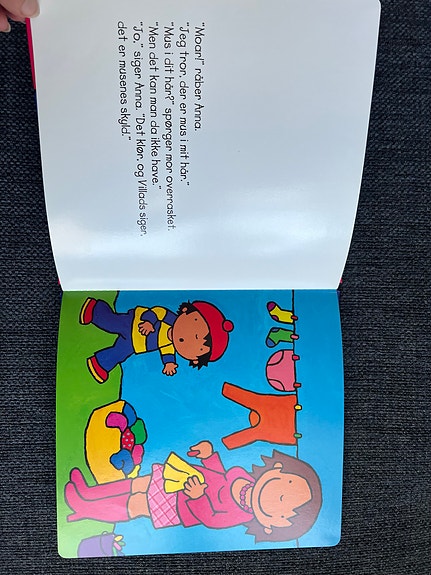 "Moar!" råber Anna.
"Jeg tror, der er mus i mit hår."
"Mus i dit hår?" spørger mor overrasket.
"Men det kan man da ikke have."
"Jo," siger Anna. "Det klør, og Villads siger,
det er musenes skyld."